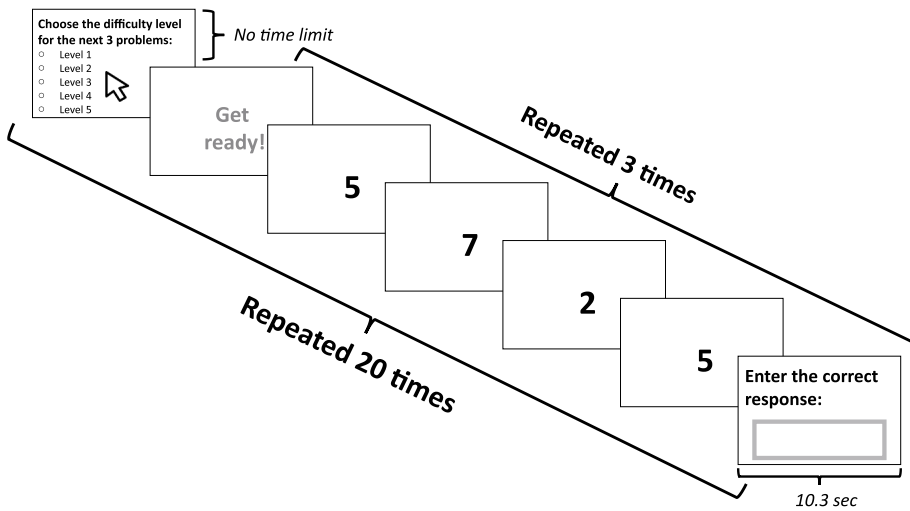 Choose the difficulty level
for the next 3 problems:
Level 1
Level 2
Level 3
Level 4
Level 5
No time limit
Get
ready!
5
7
2
5
Repeated 3 times
Repeated 20 times
Enter the correct
response:
10.3 sec